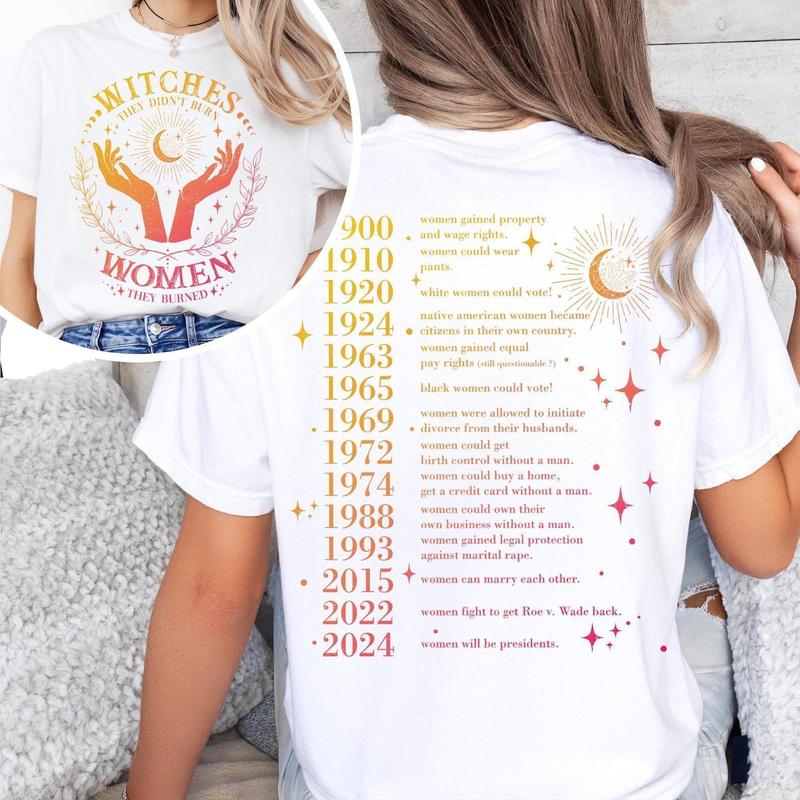 WITCHES
THEY DIDN'T BURN
WOMEN
THEY BURNED
1900 women gained property
and wage rights.
1910 women could wear
pants.
1920 white women could vote!
1924 native american women became
citizens in their own country.
1963 women gained equal
pay rights (still questionable ?)
1965 black women could vote!
1969 women were allowed to initiate
divorce from their husbands.
1972 women could get
birth control without a man.
1974 women could buy a home,
get a credit card without a man.
1988 women could own their
own business without a man.
1993 women gained legal protection
against marital rape.
2015 women can marry each other.
2022 women fight to get Roe v. Wade back.
2024 women will be presidents.